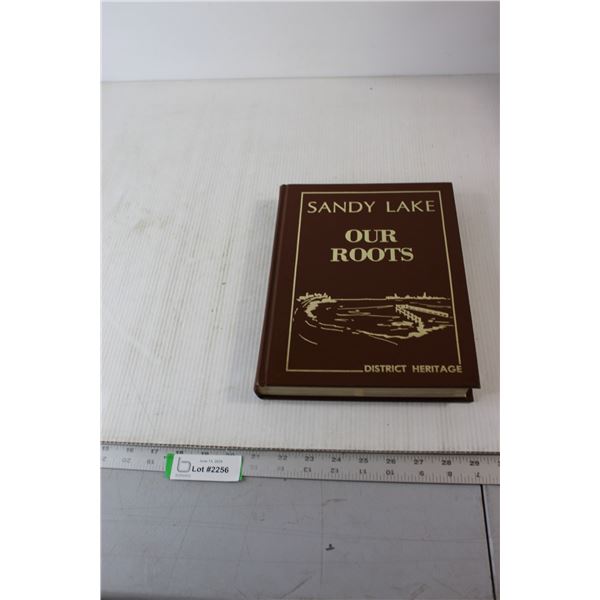 SANDY LAKE
OUR
ROOTS
DISTRICT HERITAGE
Lot #2256